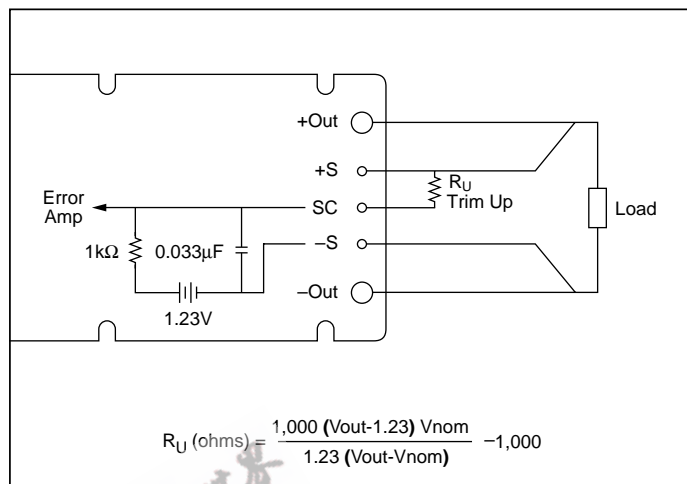 +Out
+S
R_U
Trim Up
Error
Amp
SC
Load
1kΩ
0.033µF
–S
–Out
1.23V
R_U (ohms) = 1,000 (Vout-1.23) Vnom / 1.23 (Vout-Vnom) –1,000